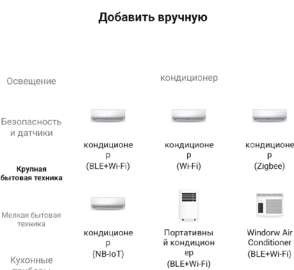 Добавить вручную
Освещение
кондиционер
Безопасность
и датчики
кондиционе
р
(BLE+Wi-Fi)
кондиционе
р
(Wi-Fi)
кондиционе
р
(Zigbee)
Крупная
бытовая техника
Мелкая бытовая
техника
кондиционе
р
(NB-IoT)
Портативны
й кондицион
ер
(BLE+Wi-Fi)
Windorw Air
Conditioner
(BLE+Wi-Fi)
Кухонные